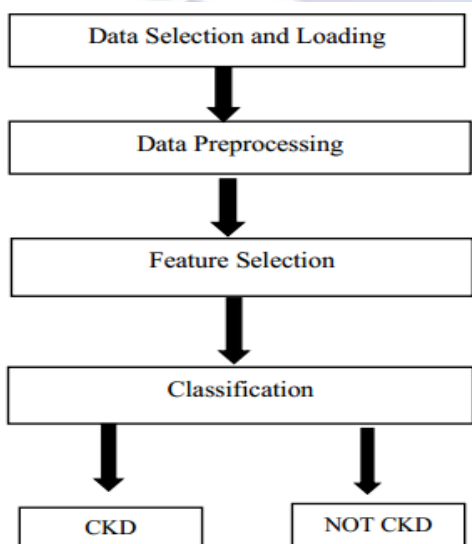 Data Selection and Loading
Data Preprocessing
Feature Selection
Classification
CKD
NOT CKD